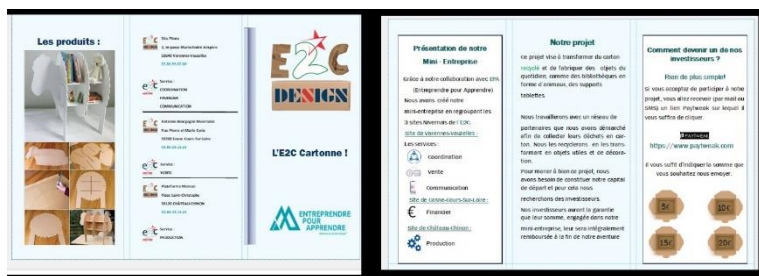 Les produits :
Service :
COORDINATION
FINANCIER
COMMUNICATION
Service :
VENTE
Service :
PRODUCTION
E2C
DESIGN
L'E2C Cartonne !
ENTREPRENDRE
POUR
APPRENDRE
Présentation de notre
Mini - Entreprise
Grâce à notre collaboration avec EPA
(Entreprendre pour Apprendre)
Nous avons créé notre
mini-entreprise en regroupant les
3 sites Nivernais de l'E2C.
Site de Varennes-Vauzelles :
Les services :
coordination
vente
communication
Site de Cosne-Cours-Sur-Loire :
Financier
Site de Château-Chinon :
Production
Notre projet
Ce projet vise à transformer du carton
recyclé et de fabriquer des objets du
quotidien, comme des bibliothèques en
forme d'animaux, des supports
tablettes.
Nous travaillerons avec un réseau de
partenaires que nous avons démarché
afin de collecter leurs déchets en car-
ton. Nous les recyclerons en les trans-
formant en objets utiles et de décora-
tion.
Pour mener à bien ce projet, nous
avons besoin de constituer notre capital
de départ et pour cela nous
recherchons des investisseurs.
Nos investisseurs auront la garantie
que leur somme, engagée dans notre
mini-entreprise, leur sera intégralement
remboursée à la fin de notre aventure
Comment devenir un de nos
investisseurs ?
Rien de plus simple!
Si vous acceptez de participer à notre
projet, vous allez recevoir (par mail ou
SMS) un lien Paytweak sur lequel il
vous suffira de cliquer.
PAYTWEAK
https://www.paytweak.com
Il vous suffit d'indiquer la somme que
vous souhaitez nous envoyer.
5€
10€
15€
20€